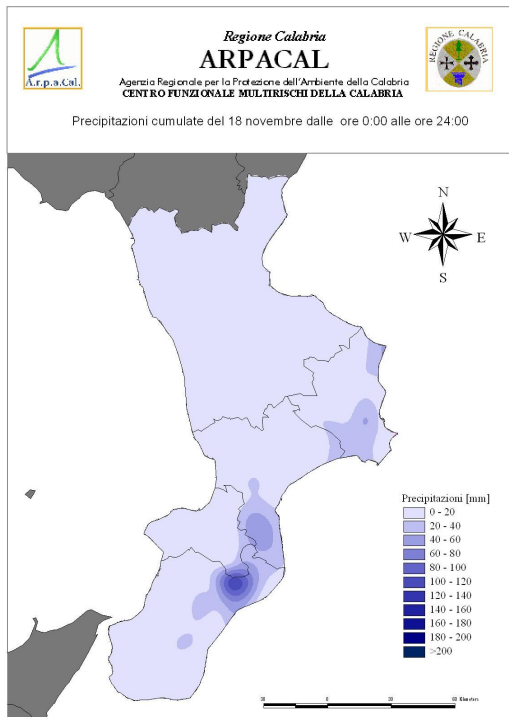 Regione Calabria
ARPACAL
Agenzia Regionale per la Protezione dell'Ambiente della Calabria
CENTRO FUNZIONALE MULTIRISCHI DELLA CALABRIA
A.r.p.a.Cal.
REGIONE CALABRIA
Precipitazioni cumulate del 18 novembre dalle ore 0:00 alle ore 24:00
N
W E
S
Precipitazioni [mm]
0 - 20
20 - 40
40 - 60
60 - 80
80 - 100
100 - 120
120 - 140
140 - 160
160 - 180
180 - 200
>200
0
Kilometers